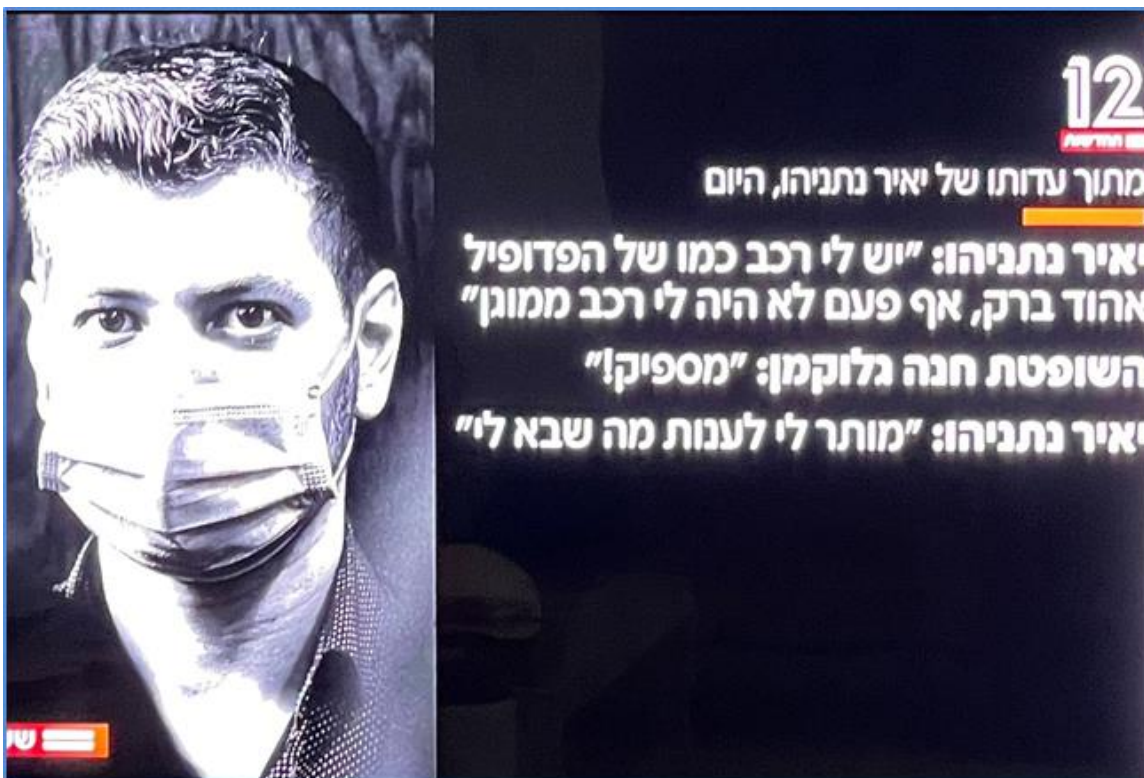 12
החדשות
מתוך עדותו של יאיר נתניהו, היום
יאיר נתניהו: "יש לי רכב כמו של הפדופיל
אהוד ברק, אף פעם לא היה לי רכב ממוגן"
השופטת חנה גלוקמן: "מספיק!"
יאיר נתניהו: "מותר לי לענות מה שבא לי"